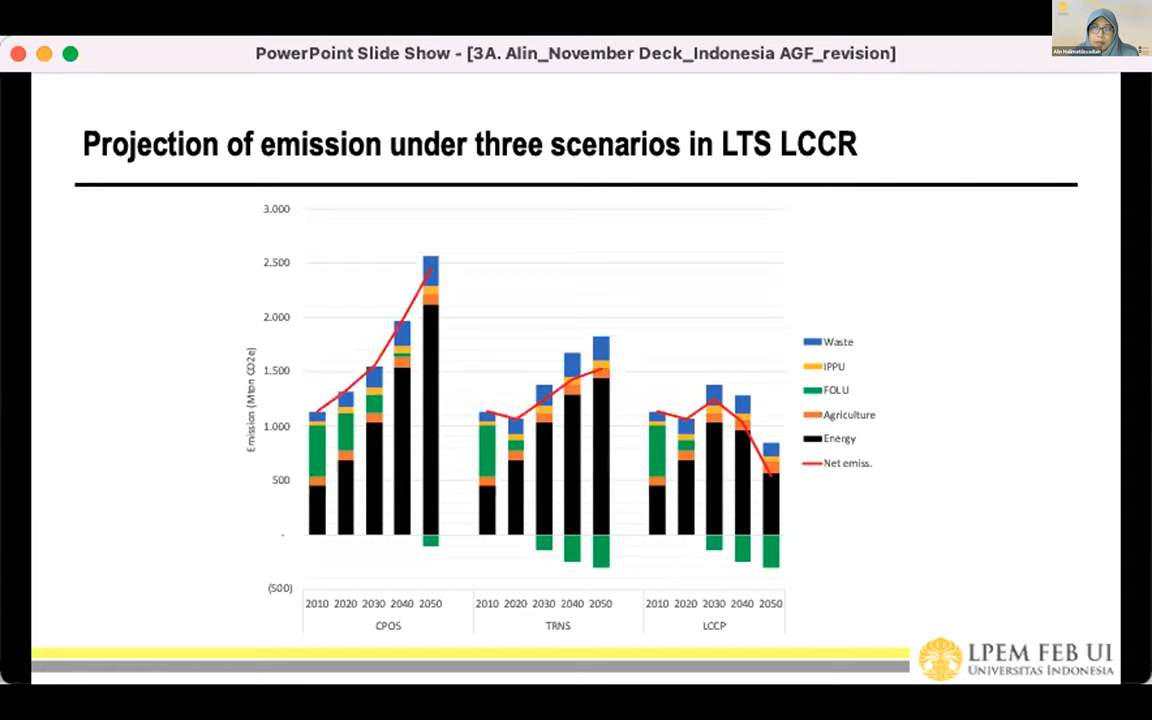 Alin Halimatussadiah
PowerPoint Slide Show - [3A. Alin_November Deck_Indonesia AGF_revision]
Projection of emission under three scenarios in LTS LCCR
3.000
2.500
2.000
1.500
1.000
500
-
(500)
Emission (Mton CO2e)
2010 2020 2030 2040 2050 2010 2020 2030 2040 2050 2010 2020 2030 2040 2050
CPOS TRNS LCCP
Waste
IPPU
FOLU
Agriculture
Energy
Net emiss.
LPEM FEB UI
UNIVERSITAS INDONESIA